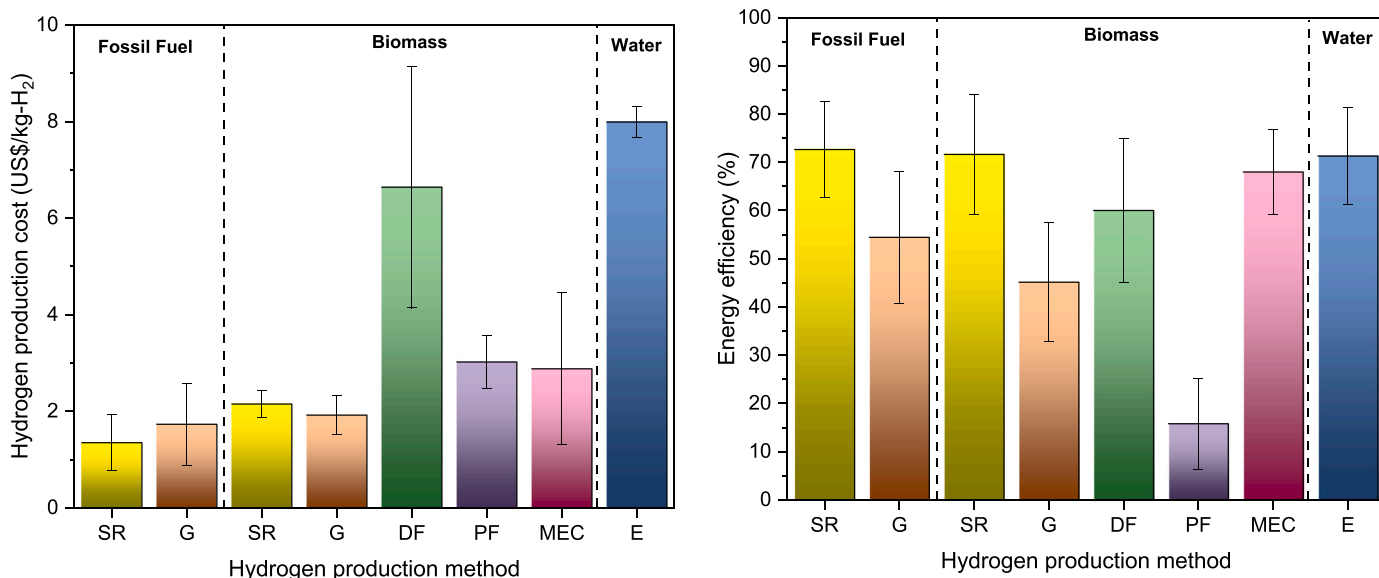 Hydrogen production cost (US$/kg-H₂)
10
8
6
4
2
0
Fossil Fuel
Biomass
Water
SR
G
SR
G
DF
PF
MEC
E
Hydrogen production method
Energy efficiency (%)
100
90
80
70
60
50
40
30
20
10
0
Fossil Fuel
Biomass
Water
SR
G
SR
G
DF
PF
MEC
E
Hydrogen production method